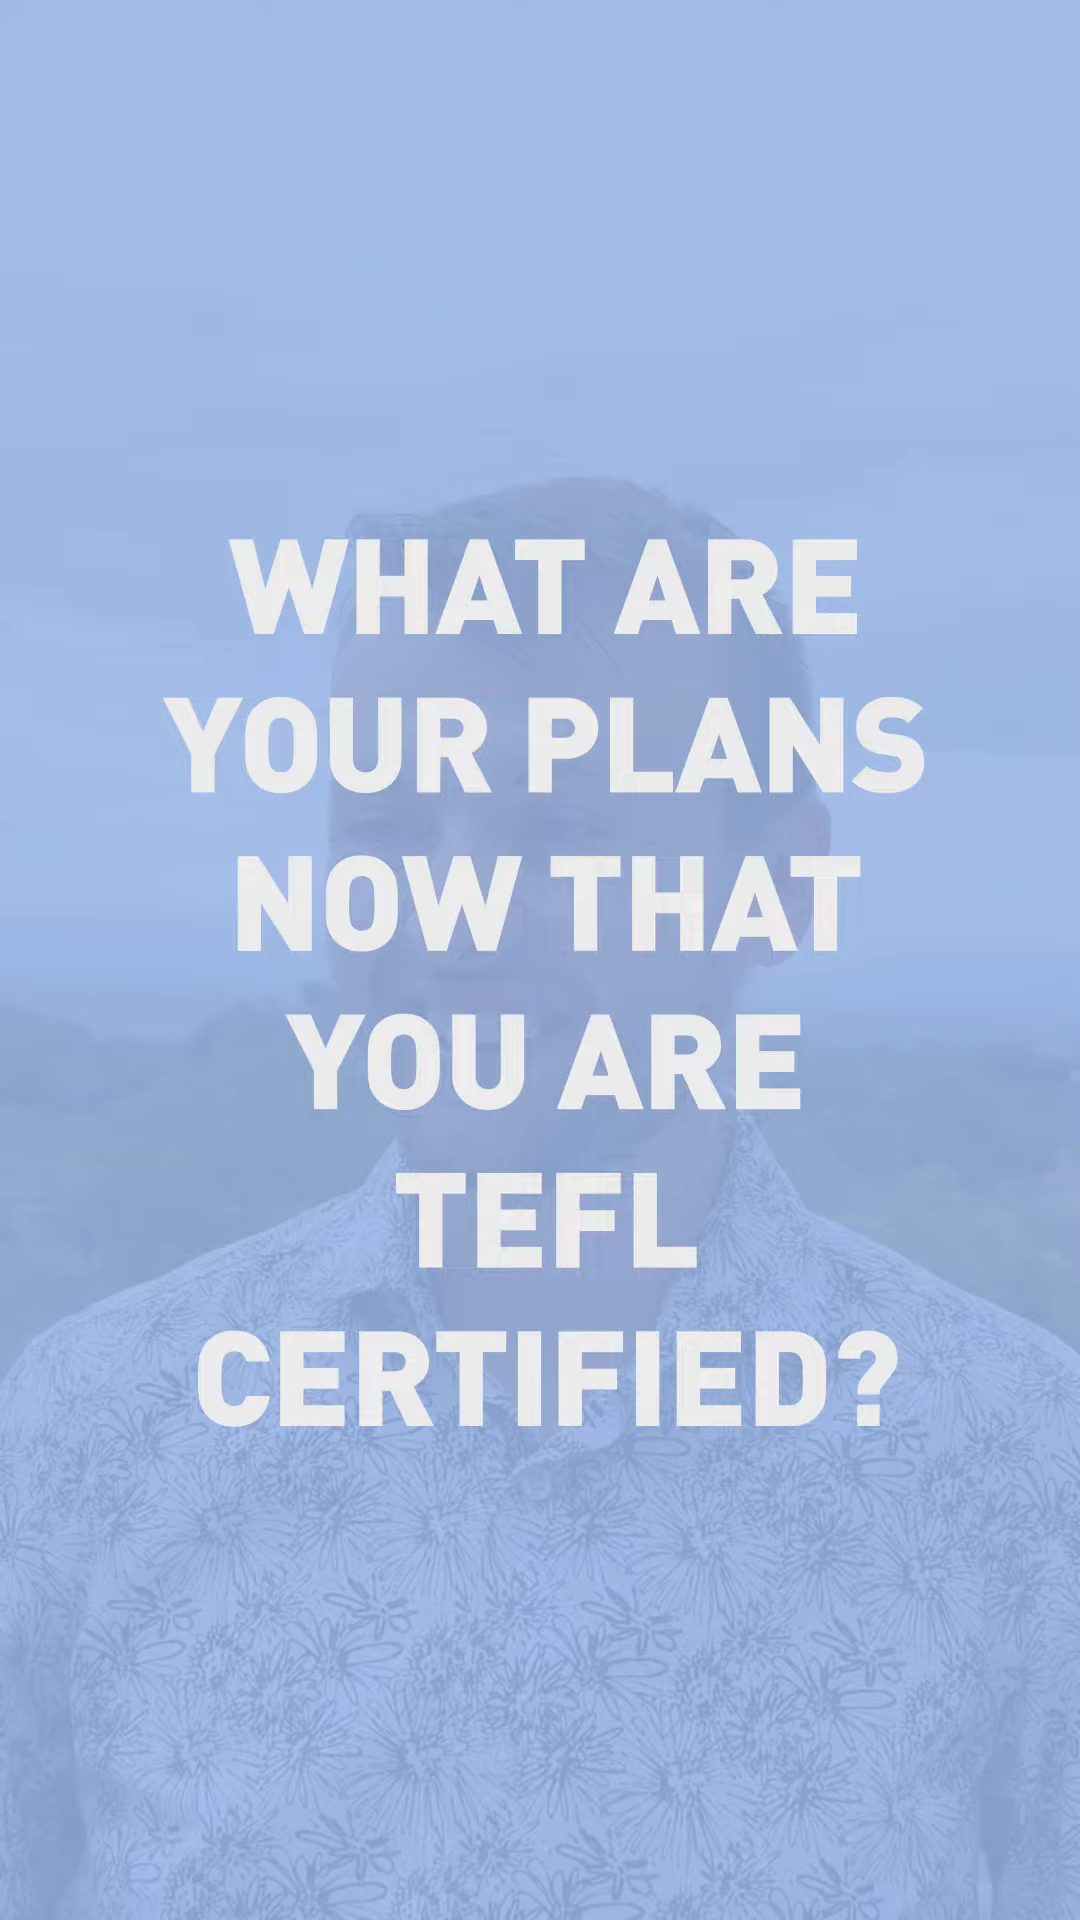 WHAT ARE
YOUR PLANS
NOW THAT
YOU ARE
TEFL
CERTIFIED?